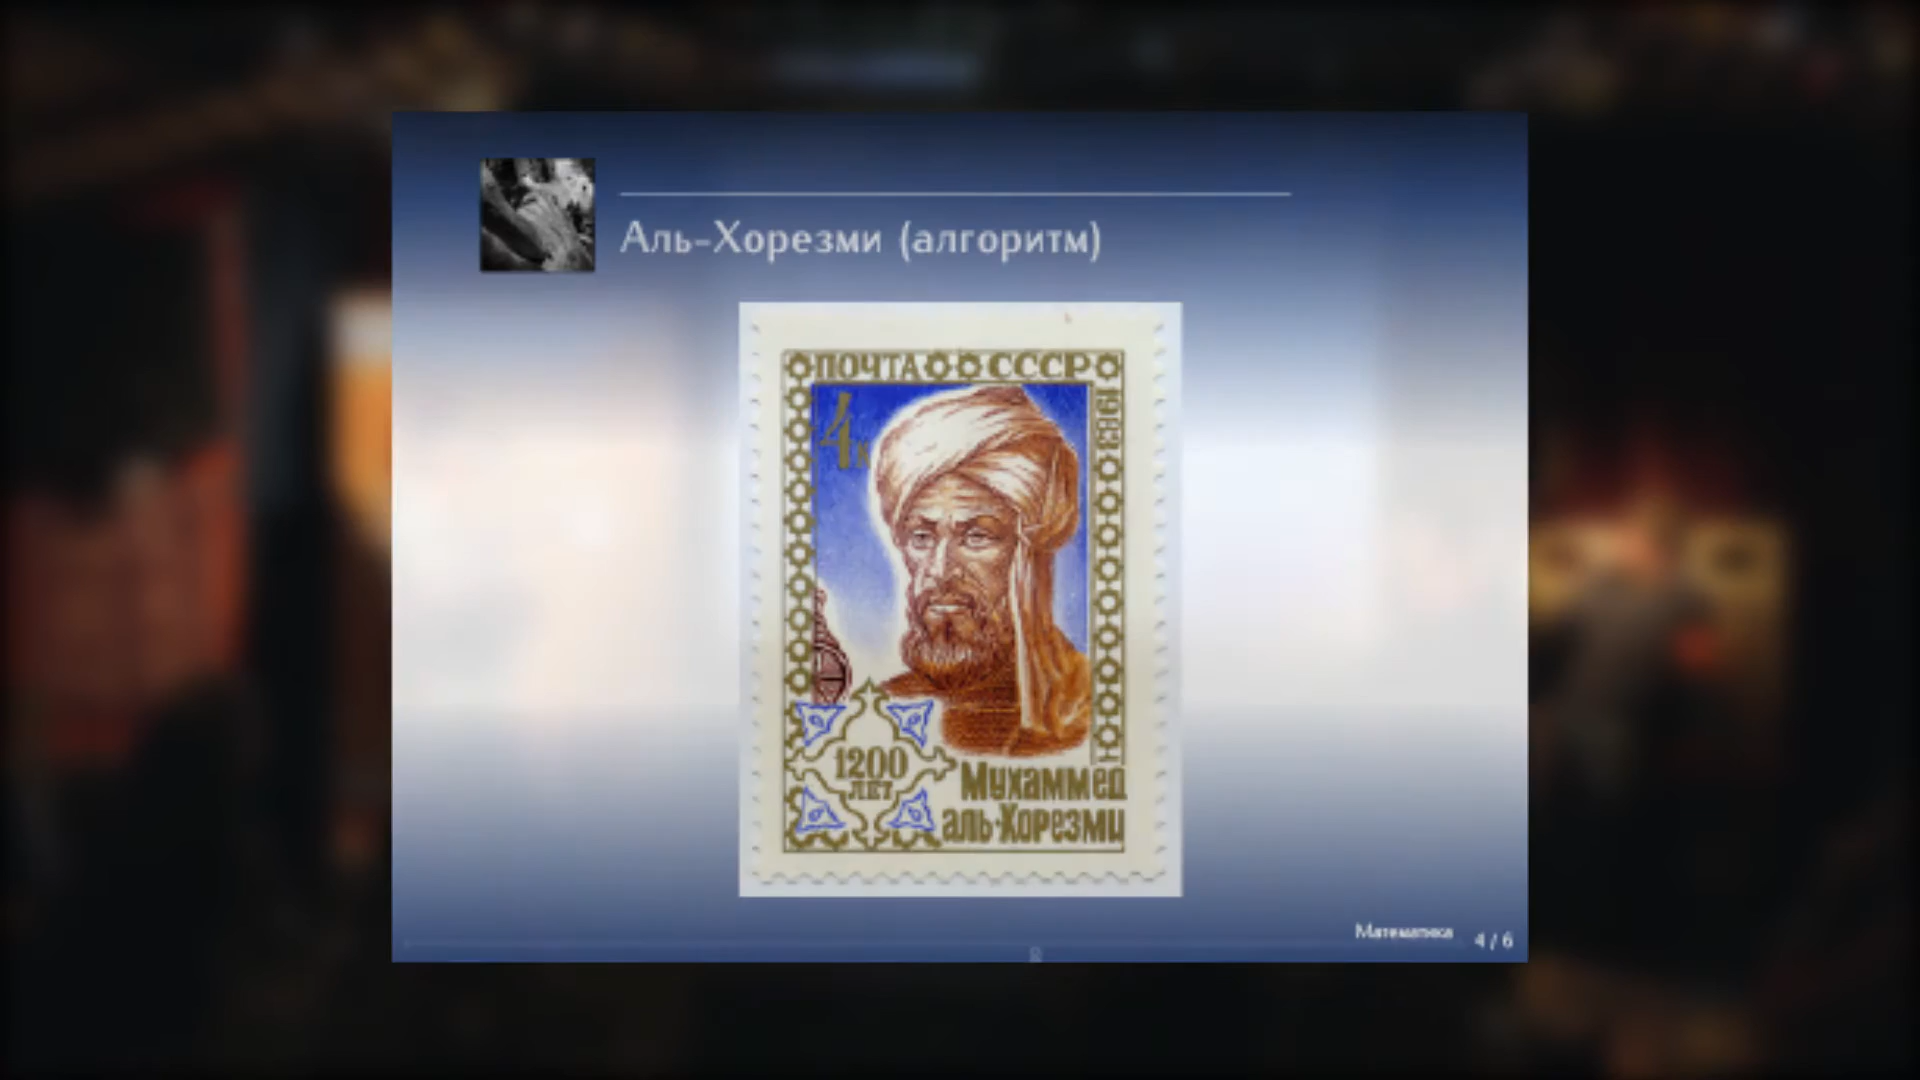 Аль-Хорезми (алгоритм)
ПОЧТА СССР
1983
4к
1200
ЛЕТ
Мухаммед
аль-Хорезми
Математика 4 / 6